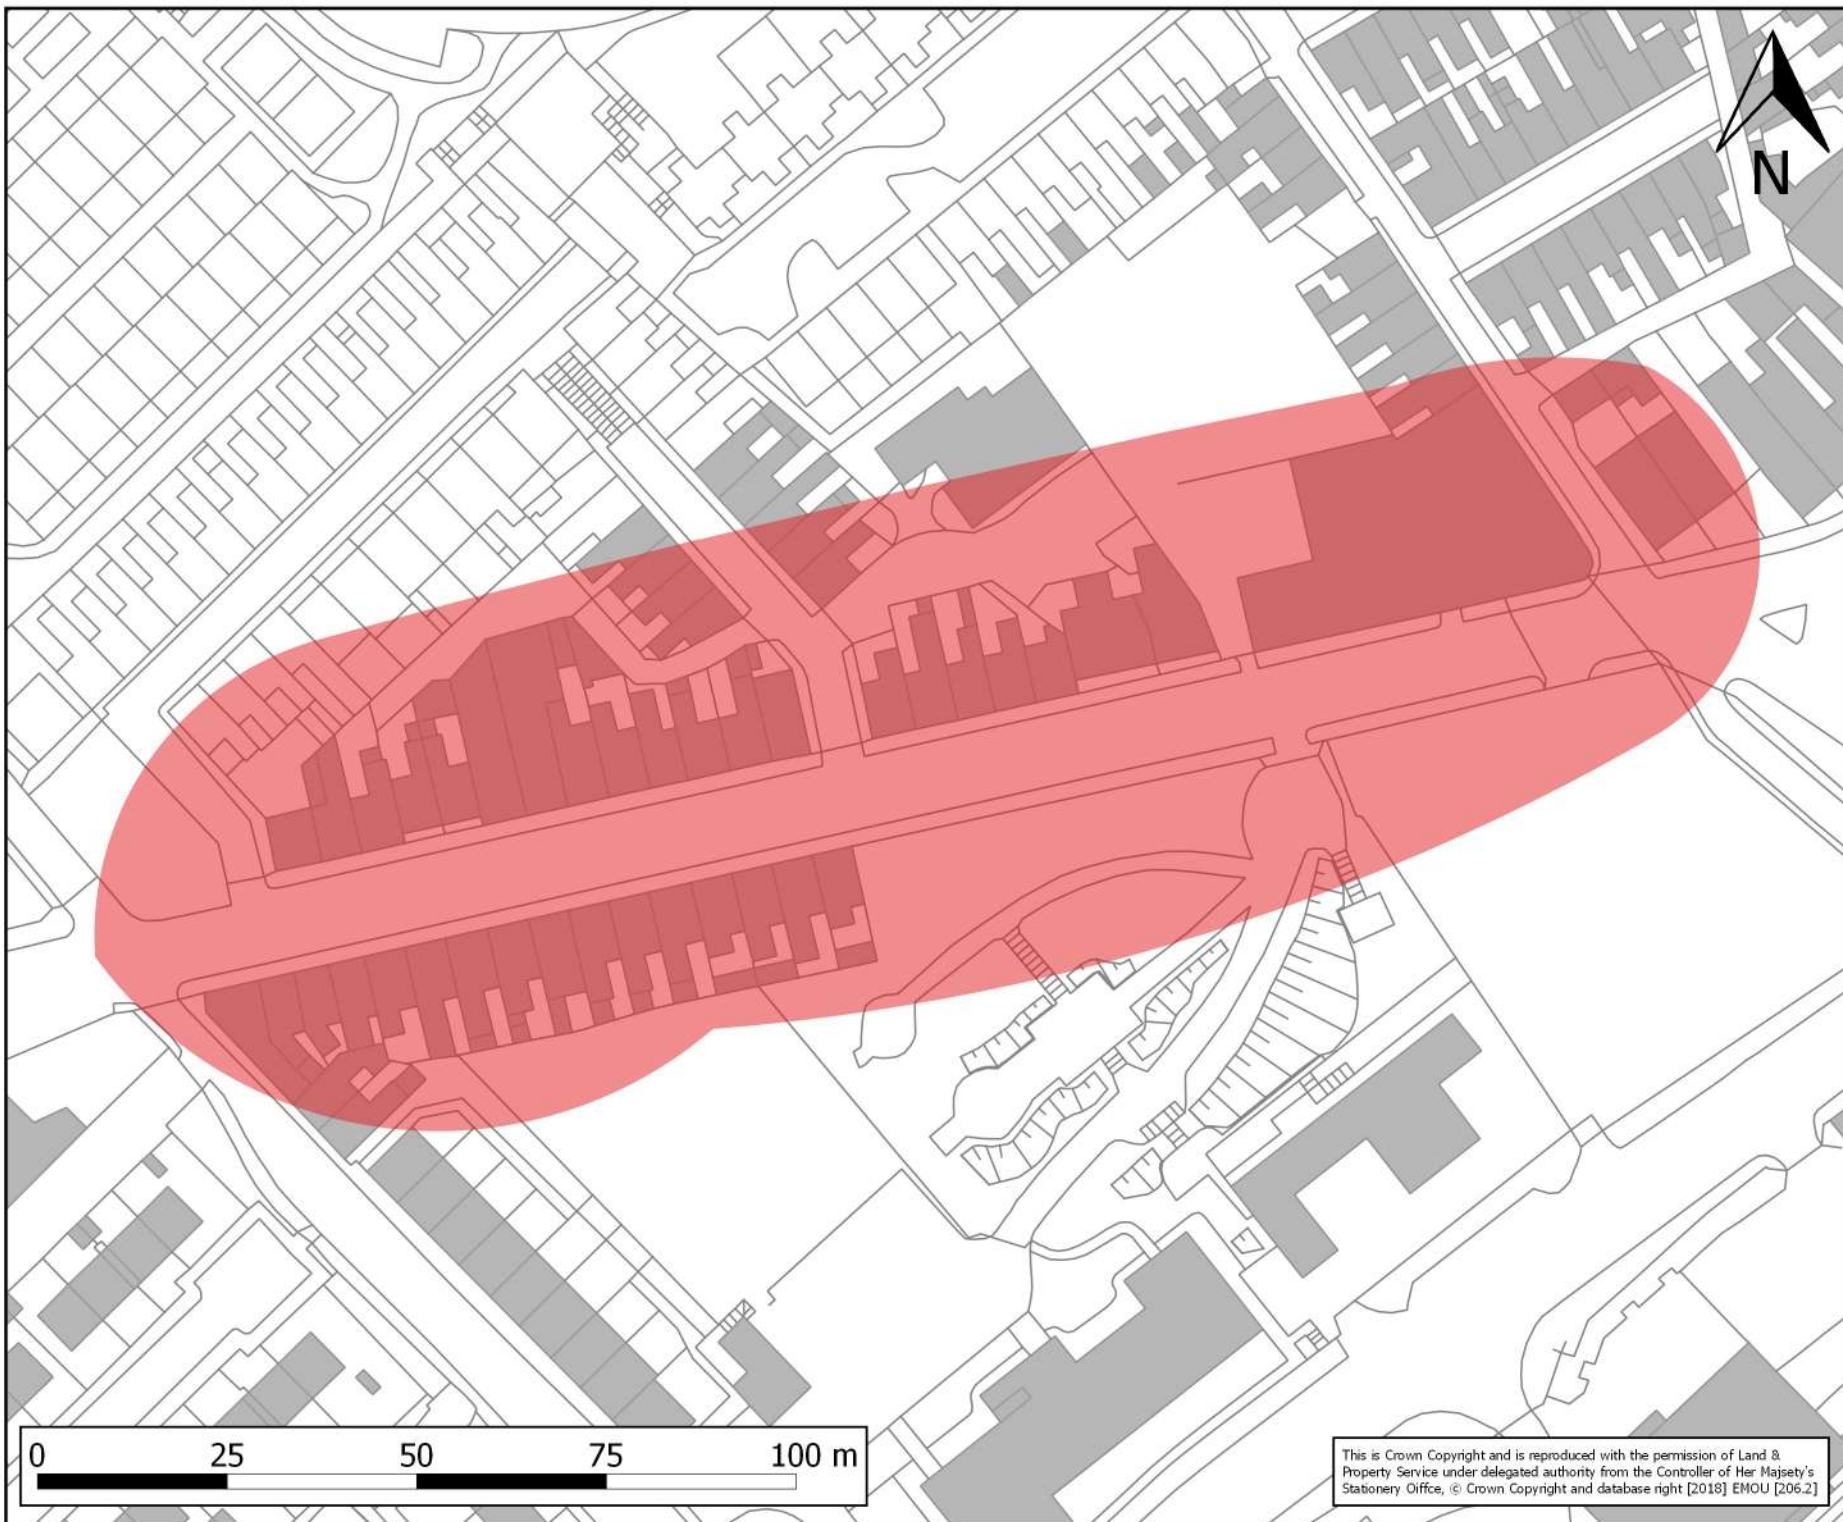 N
0 25 50 75 100 m
This is Crown Copyright and is reproduced with the permission of Land &
Property Service under delegated authority from the Controller of Her Majsety's
Stationery Oiffce, © Crown Copyright and database right [2018] EMOU [206.2]